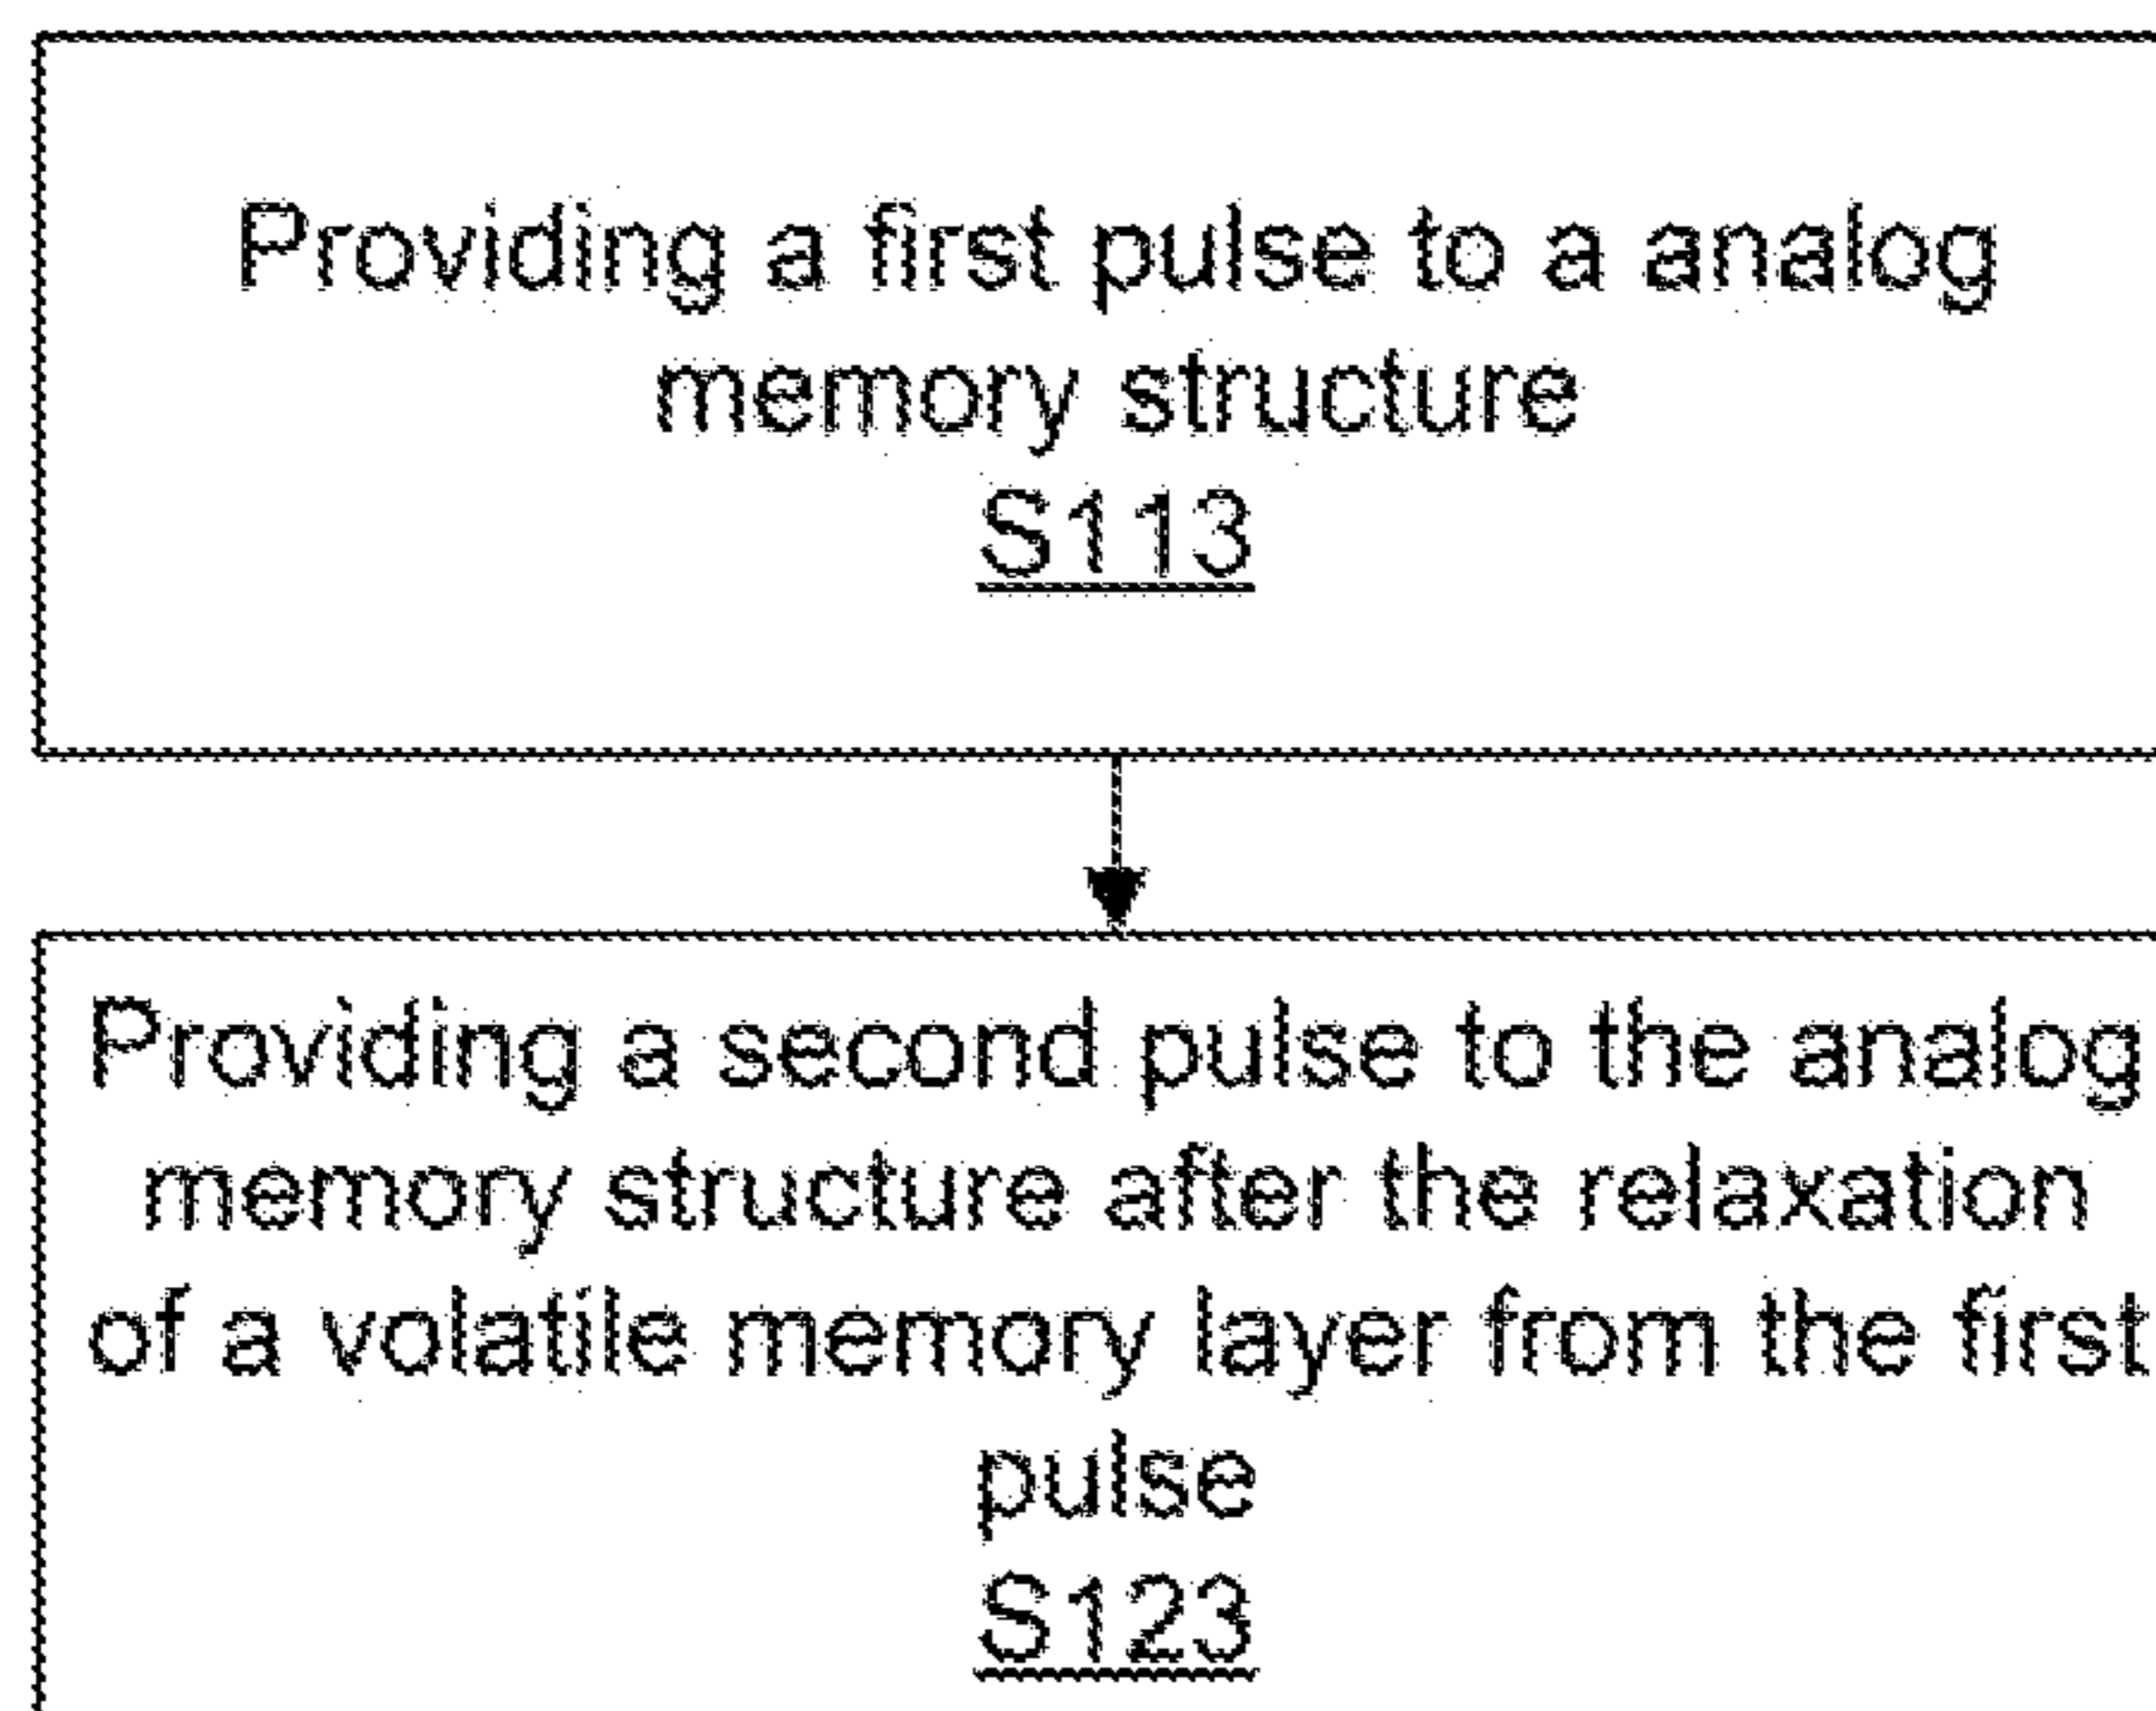 Providing a first pulse to a analog
memory structure
S113
Providing a second pulse to the analog
memory structure after the relaxation
of a volatile memory layer from the first
pulse
S123